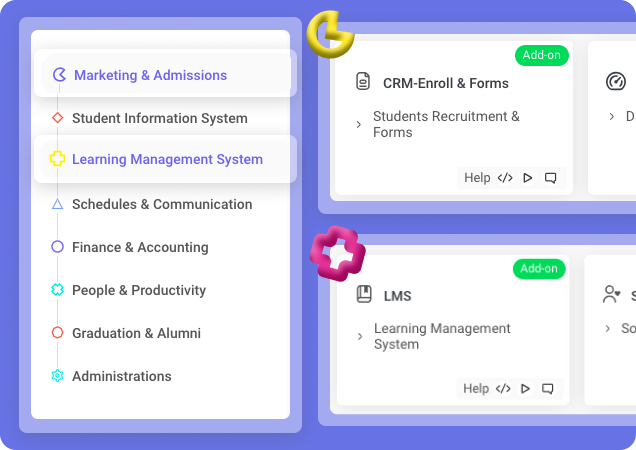 Marketing & Admissions
Student Information System
Learning Management System
Schedules & Communication
Finance & Accounting
People & Productivity
Graduation & Alumni
Administrations
Add-on
CRM-Enroll & Forms
Students Recruitment &
Forms
Help
D
Add-on
LMS
Learning Management
System
Help
S
So